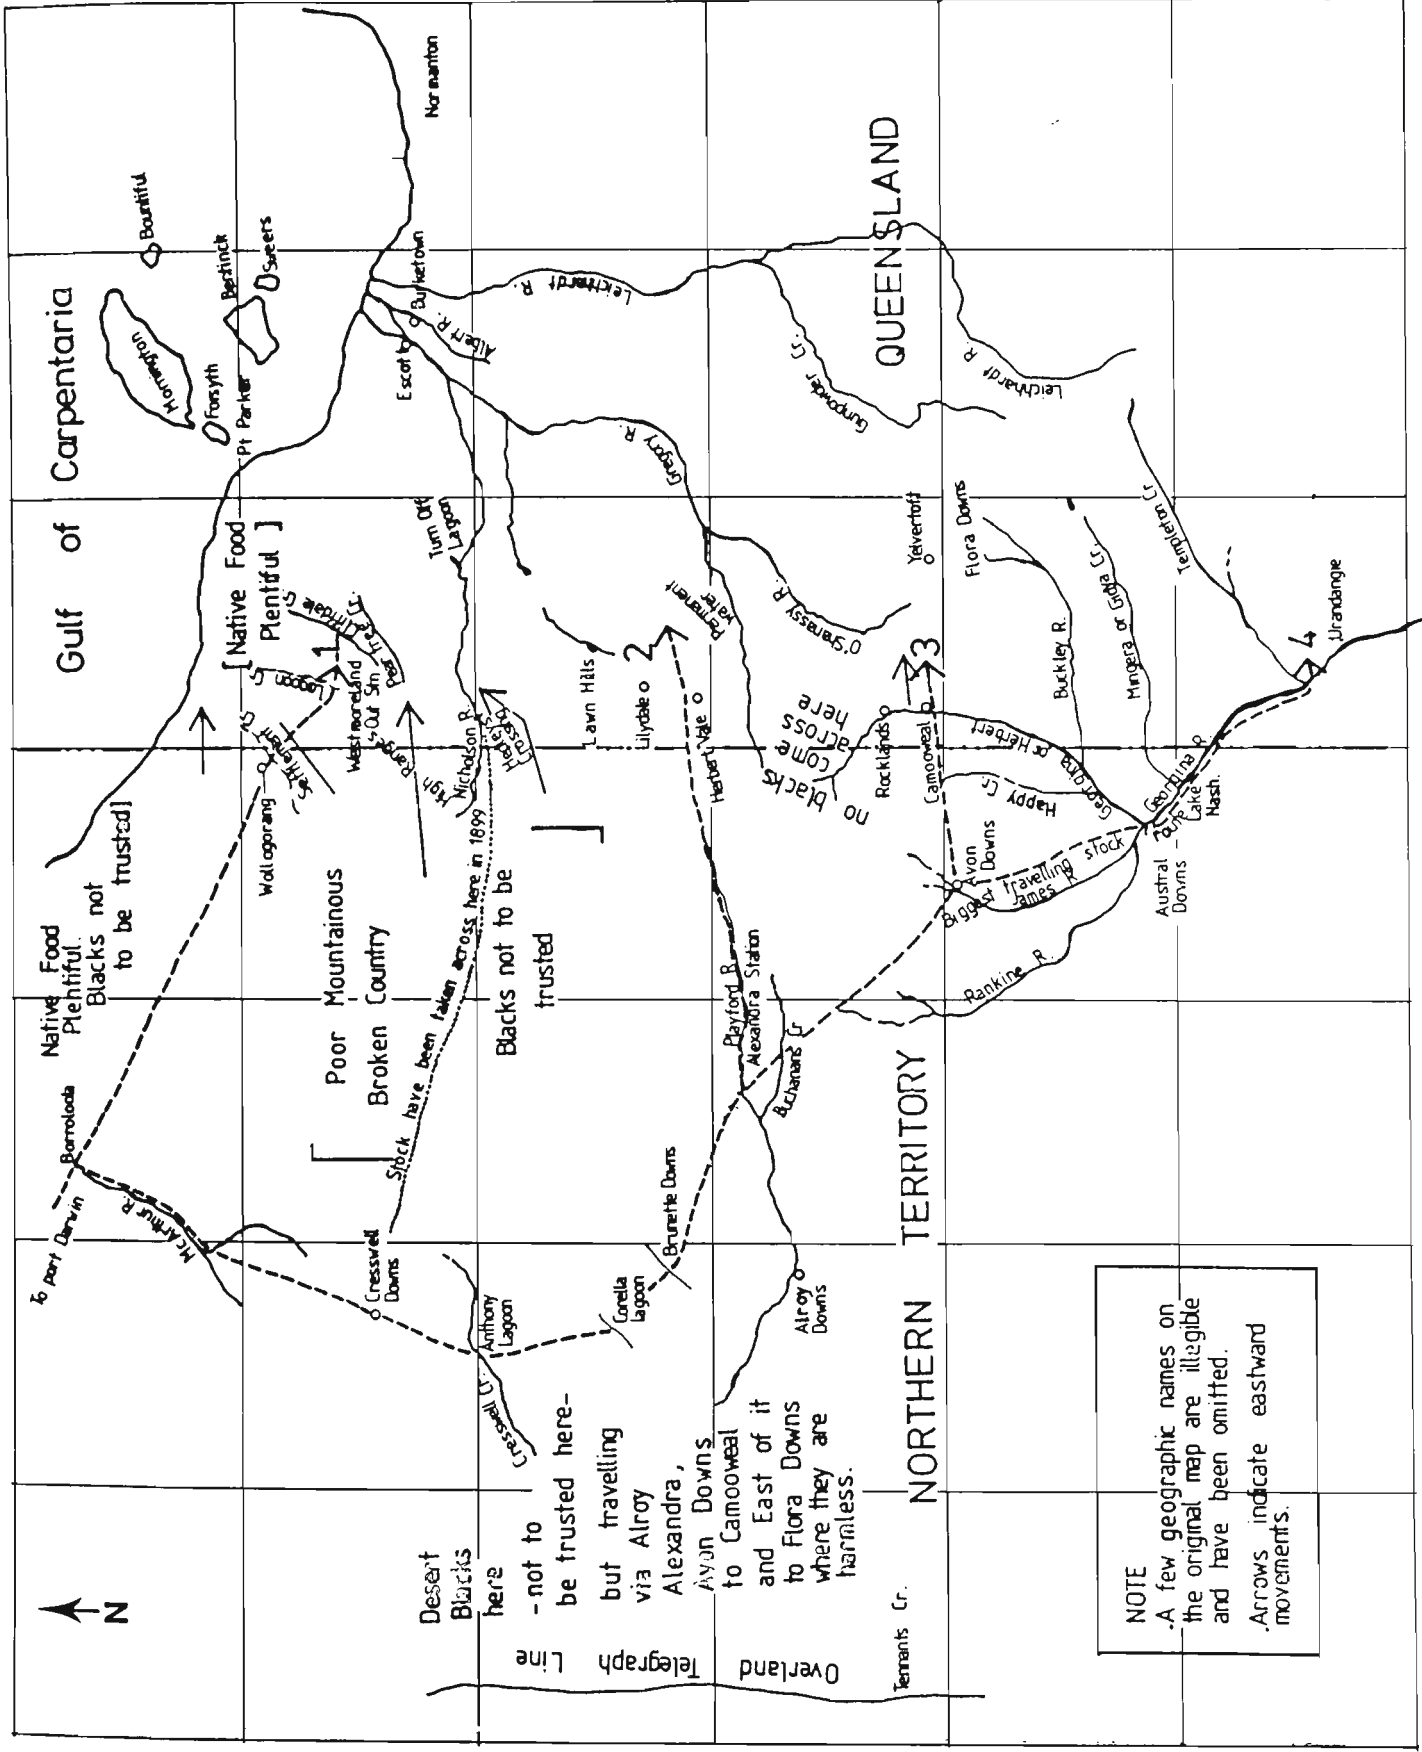 Gulf of Carpentaria
Mornington
Bountiful
Forsyth
Bentinck
Sweers
Pt Parker
Normanton
Burketown
Escott
Albert R.
Leichhardt R.
N
To port Darwin
Borroloola
McArthur R.
Native Food
Plentiful.
Blacks not
to be trusted]
[Native Food
Plentiful ]
Wollogorang
Settlement Cr
Lagoon Cr
1
Cliffdale Cr
Pear Tree Cr.
Westmoreland
Out Stn
High Ranges
Turn Off
Lagoon
Nicholson R.
Hedley's
Crossing
Poor Mountainous
Broken Country
Stock have been taken across here in 1899
Blacks not to be
trusted
Cresswell
Downs
Anthony
Lagoon
Cresswell Cr.
Corella
Lagoon
Brunette Downs
Lawn Hills
2
Lilydale
Herbert Vale
Permanent
water
Gregory R.
O'Shanassy R.
Gunpowder Cr.
Leichhardt R
Playford R.
Alexandra Station
Buchanans Cr
Alroy
Downs
no blacks
come
across
here
Rocklands
Camooweal
3
Yelvertoft
Flora Downs
QUEENSLAND
NORTHERN TERRITORY
Avon
Downs
Happy Cr.
Georgina or Herbert
Buckley R.
Mingera or Gidya Cr.
Templeton Cr
Biggest travelling stock
route
James R
Rankine R.
Austral
Downs
Georgina R
Lake
Nash.
4
Urandangie
Desert
Blacks
here
- not to
be trusted here-
but travelling
via Alroy
Alexandra,
Avon Downs
to Camooweal
and East of it
to Flora Downs
where they are
harmless.
Overland Telegraph Line
Tennants Cr.
NOTE
.A few geographic names on
the original map are illegible
and have been omitted.
.Arrows indicate eastward
movements.